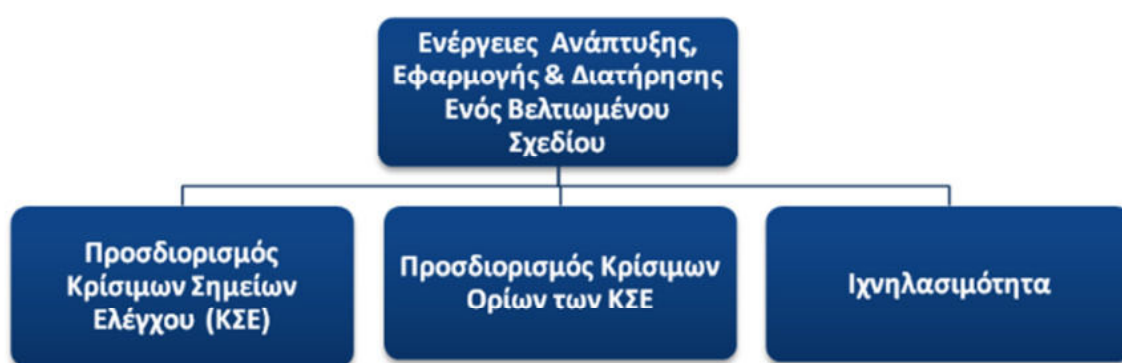 Ενέργειες Ανάπτυξης,
Εφαρμογής & Διατήρησης
Ενός Βελτιωμένου
Σχεδίου
Προσδιορισμός
Κρίσιμων Σημείων
Ελέγχου (ΚΣΕ)
Προσδιορισμός Κρίσιμων
Ορίων των ΚΣΕ
Ιχνηλασιμότητα